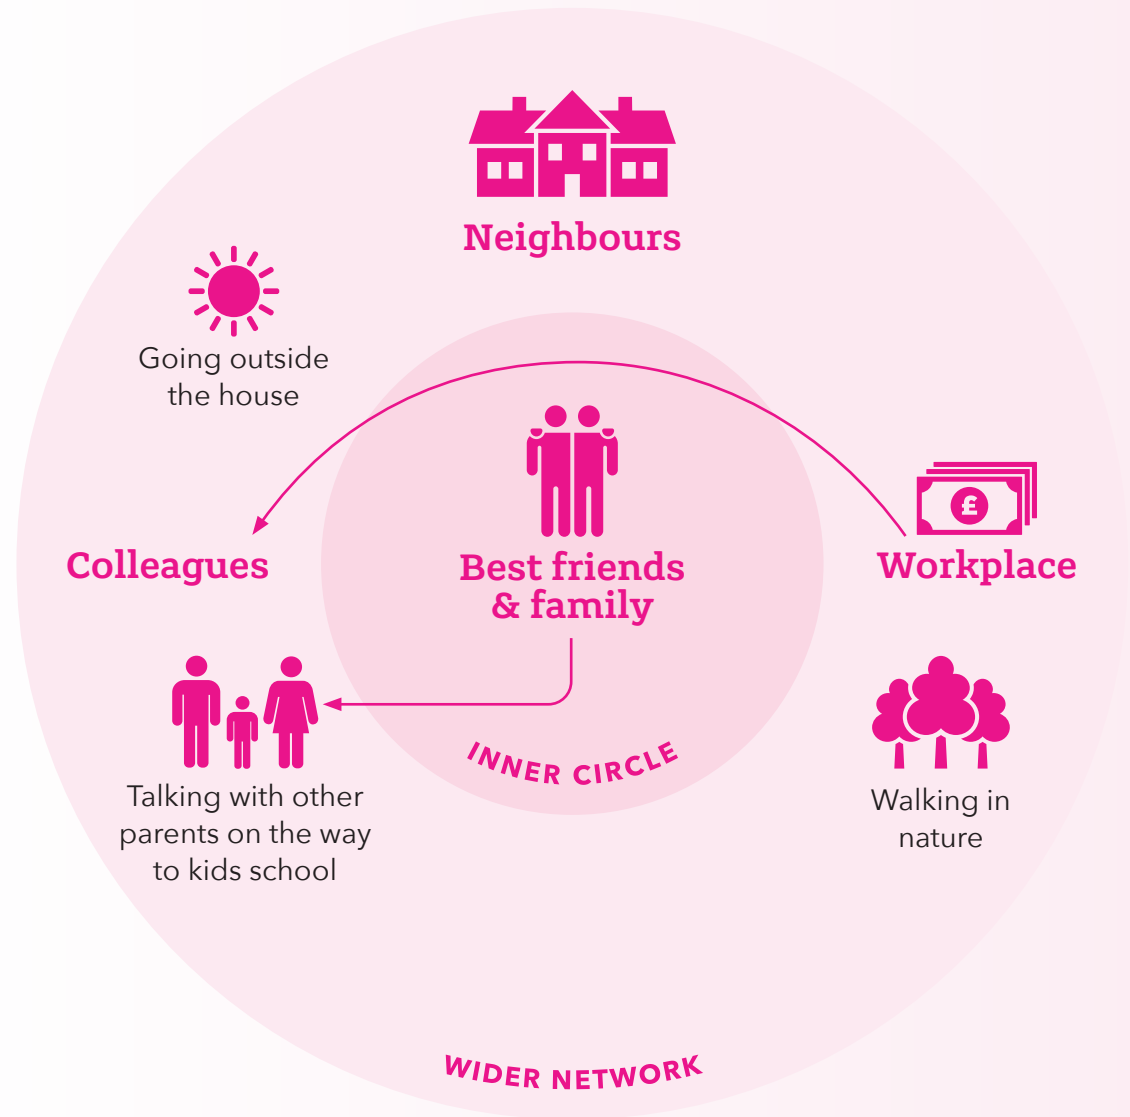 Neighbours
Going outside
the house
£
Colleagues
Best friends
& family
Workplace
Talking with other
parents on the way
to kids school
INNER CIRCLE
Walking in
nature
WIDER NETWORK